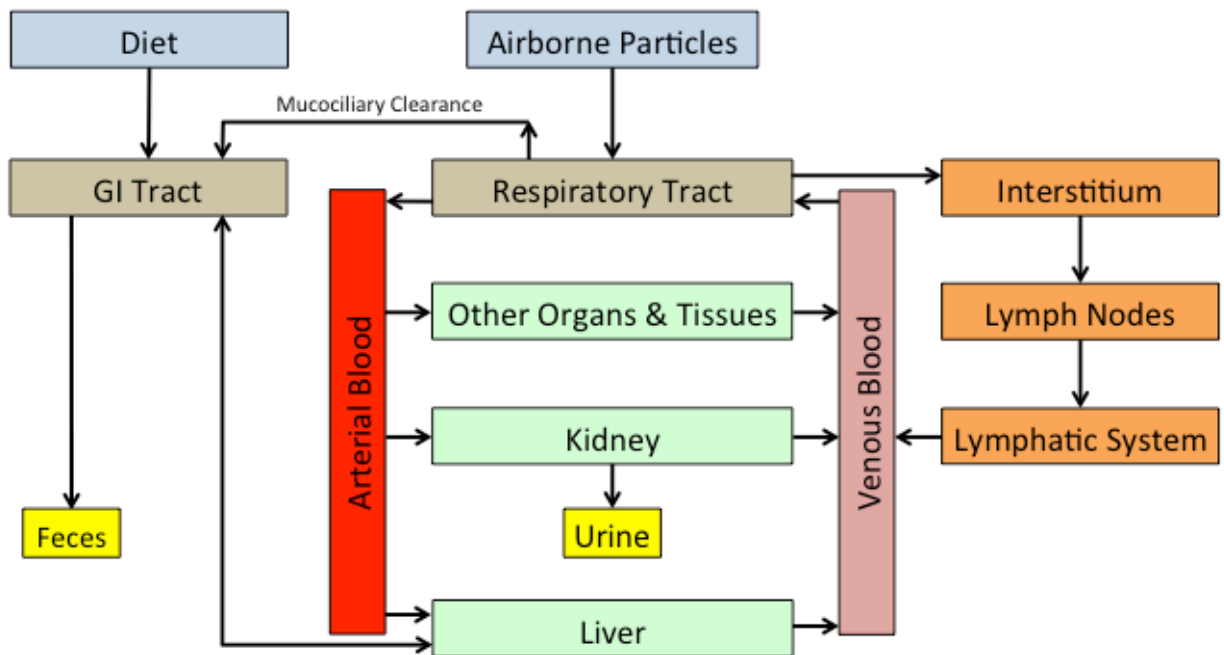 Diet
Airborne Particles
Mucociliary Clearance
GI Tract
Respiratory Tract
Interstitium
Arterial Blood
Other Organs & Tissues
Venous Blood
Lymph Nodes
Kidney
Lymphatic System
Feces
Urine
Liver